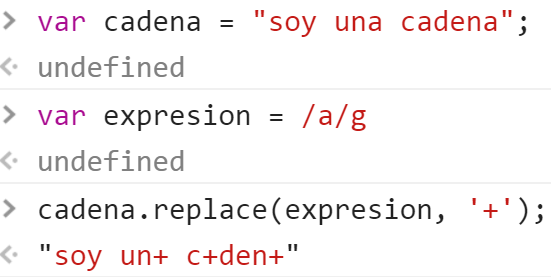 > var cadena = "soy una cadena";
< undefined
> var expresion = /a/g
< undefined
> cadena.replace(expresion, '+');
< "soy un+ c+den+"